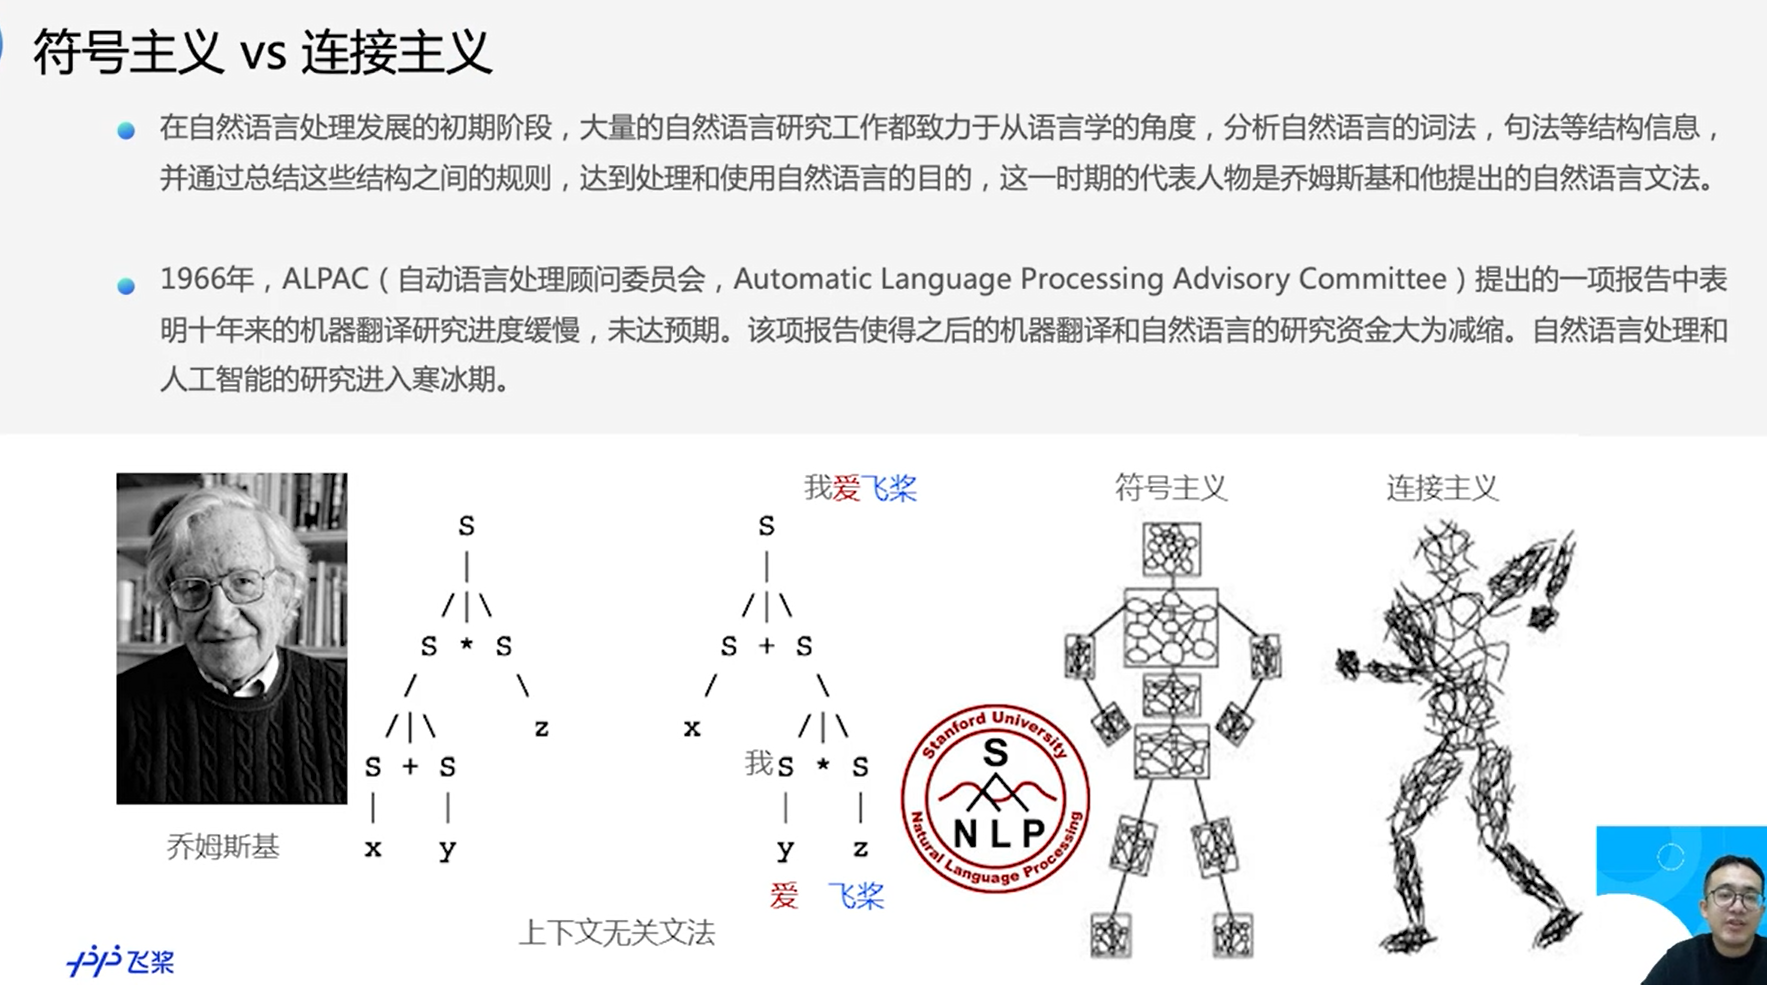 符号主义 vs 连接主义
在自然语言处理发展的初期阶段，大量的自然语言研究工作都致力于从语言学的角度，分析自然语言的词法，句法等结构信息，
并通过总结这些结构之间的规则，达到处理和使用自然语言的目的，这一时期的代表人物是乔姆斯基和他提出的自然语言文法。
1966年，ALPAC（自动语言处理顾问委员会，Automatic Language Processing Advisory Committee）提出的一项报告中表
明十年来的机器翻译研究进度缓慢，未达预期。该项报告使得之后的机器翻译和自然语言的研究资金大为减缩。自然语言处理和
人工智能的研究进入寒冰期。
乔姆斯基
S
/|\
S * S
/ \
/|\ z
S + S
| |
x y
我爱飞桨
S
/|\
S + S
/ \
x /|\
我S * S
| |
y z
爱 飞桨
上下文无关文法
Stanford University
S
NLP
Natural Language Processing
符号主义
连接主义
飞桨